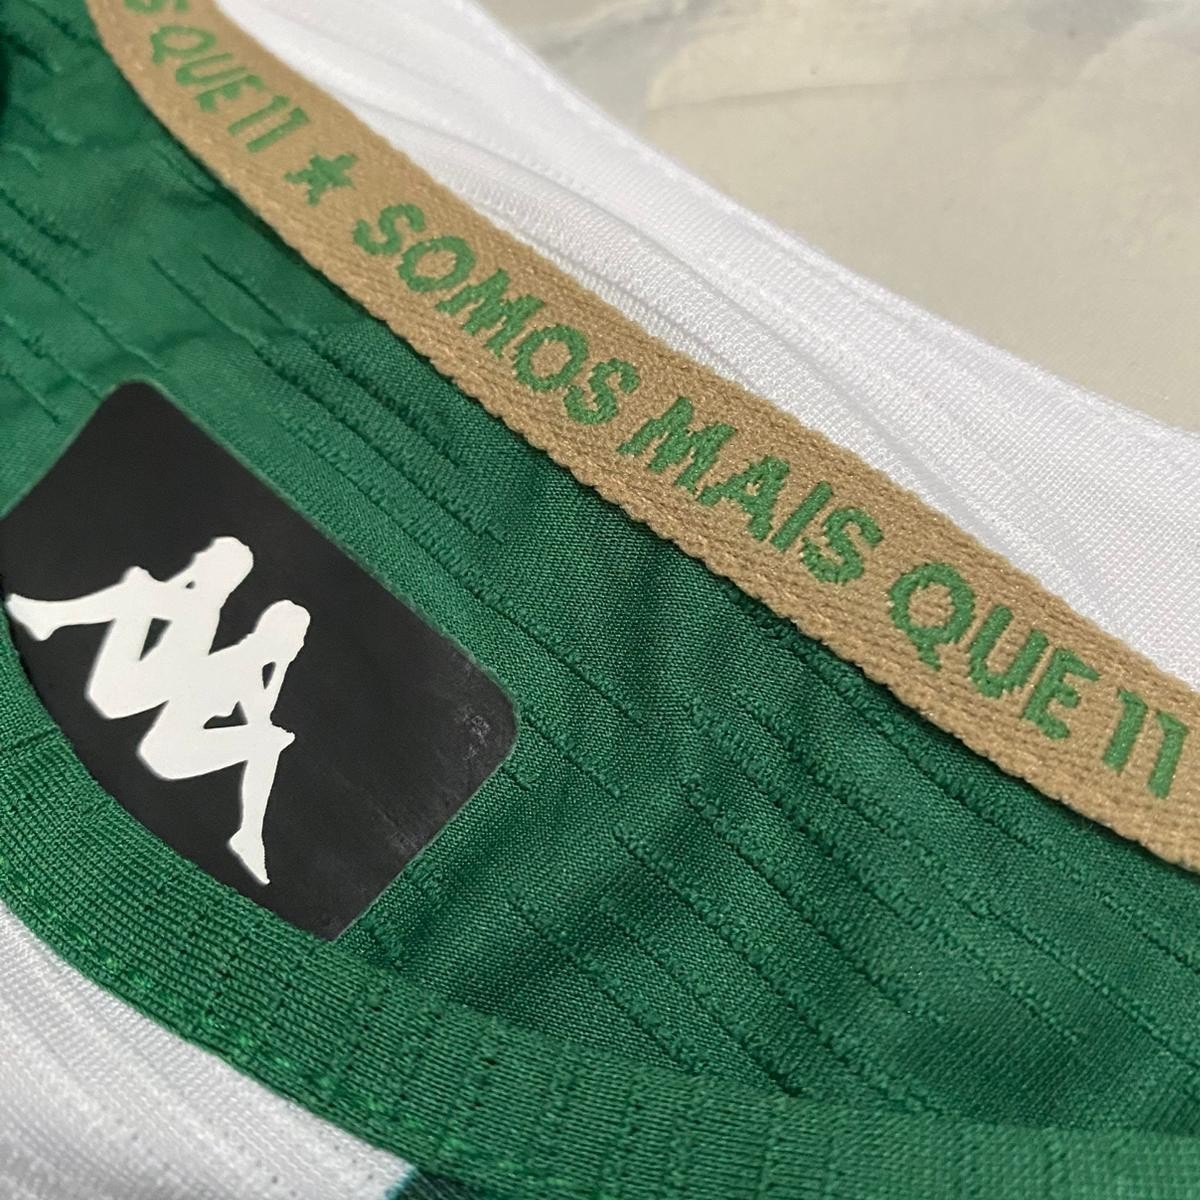 S QUE 11 ★ SOMOS MAIS QUE 11